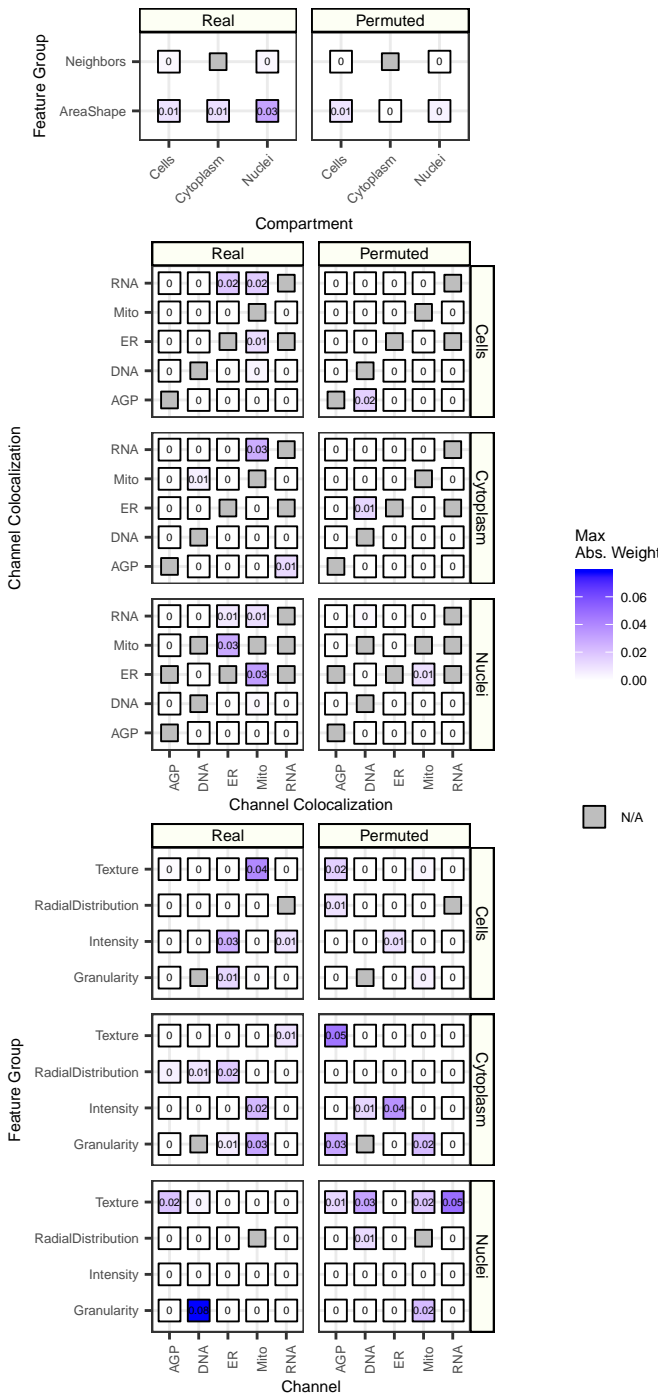 Real Permuted
Neighbors 0 0 0 0
AreaShape 0.01 0.01 0.03 0.01 0 0
Feature Group
Cells Cytoplasm Nuclei Cells Cytoplasm Nuclei
Compartment
Real Permuted
RNA 0 0 0.02 0.02 0 0 0 0
Mito 0 0 0 0 0 0 0 0
ER 0 0 0.01 0 0 0
DNA 0 0 0 0 0 0 0 0
AGP 0 0 0 0 0.02 0 0 0
Cells
RNA 0 0 0 0.03 0 0 0 0
Mito 0 0.01 0 0 0 0 0 0
ER 0 0 0 0 0.01 0
DNA 0 0 0 0 0 0 0 0
AGP 0 0 0 0.01 0 0 0 0
Cytoplasm
Channel Colocalization
RNA 0 0 0.01 0.01 0 0 0 0
Mito 0 0.03 0 0
ER 0 0.03 0 0.01
DNA 0 0 0 0 0 0 0 0
AGP 0 0 0 0 0 0 0 0
Nuclei
AGP DNA ER Mito RNA AGP DNA ER Mito RNA
Channel Colocalization
Max
Abs. Weight
0.06
0.04
0.02
0.00
N/A
Real Permuted
Texture 0 0 0 0.04 0 0.02 0 0 0 0
RadialDistribution 0 0 0 0 0.01 0 0 0
Intensity 0 0 0.03 0 0.01 0 0 0.01 0 0
Granularity 0 0.01 0 0 0 0 0 0
Cells
Texture 0 0 0 0 0.01 0.05 0 0 0 0
RadialDistribution 0 0.01 0.02 0 0 0 0 0 0 0
Intensity 0 0 0 0.02 0 0 0.01 0.04 0 0
Granularity 0 0.01 0.03 0 0.03 0 0.02 0
Cytoplasm
Feature Group
Texture 0.02 0 0 0 0 0.01 0.03 0 0.02 0.05
RadialDistribution 0 0 0 0 0 0.01 0 0
Intensity 0 0 0 0 0 0 0 0 0 0
Granularity 0 0 0 0 0 0 0 0.02 0
Nuclei
AGP DNA ER Mito RNA AGP DNA ER Mito RNA
Channel